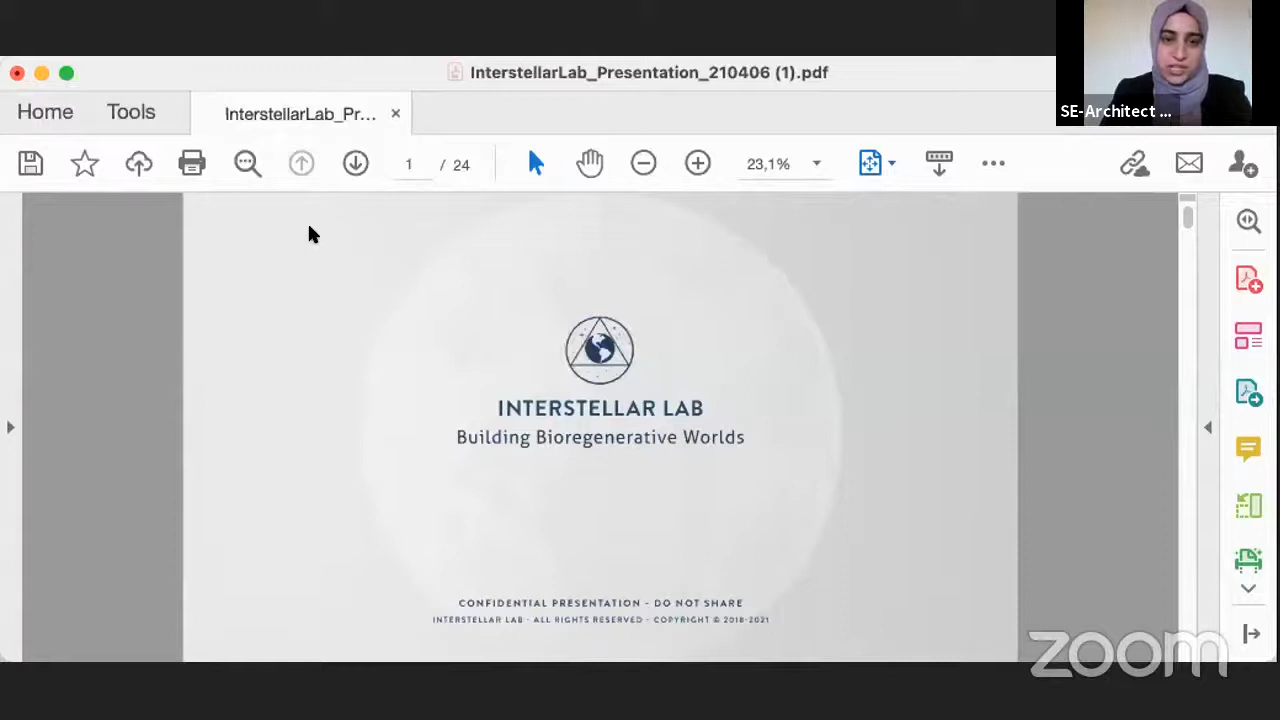 InterstellarLab_Presentation_210406 (1).pdf
SE-Architect ...
Home
Tools
InterstellarLab_Pr...
1 / 24
23,1%
INTERSTELLAR LAB
Building Bioregenerative Worlds
CONFIDENTIAL PRESENTATION - DO NOT SHARE
INTERSTELLAR LAB - ALL RIGHTS RESERVED - COPYRIGHT © 2018-2021
zoom